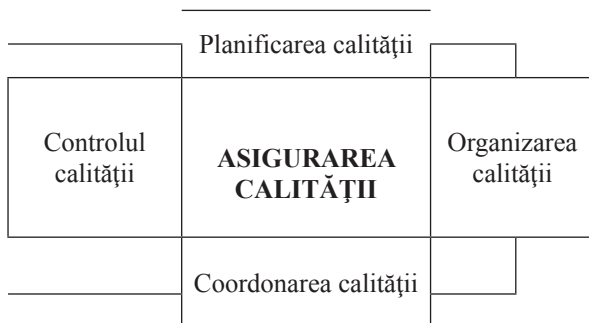 Planificarea calităţii
Controlul
calităţii
ASIGURAREA
CALITĂŢII
Organizarea
calităţii
Coordonarea calităţii